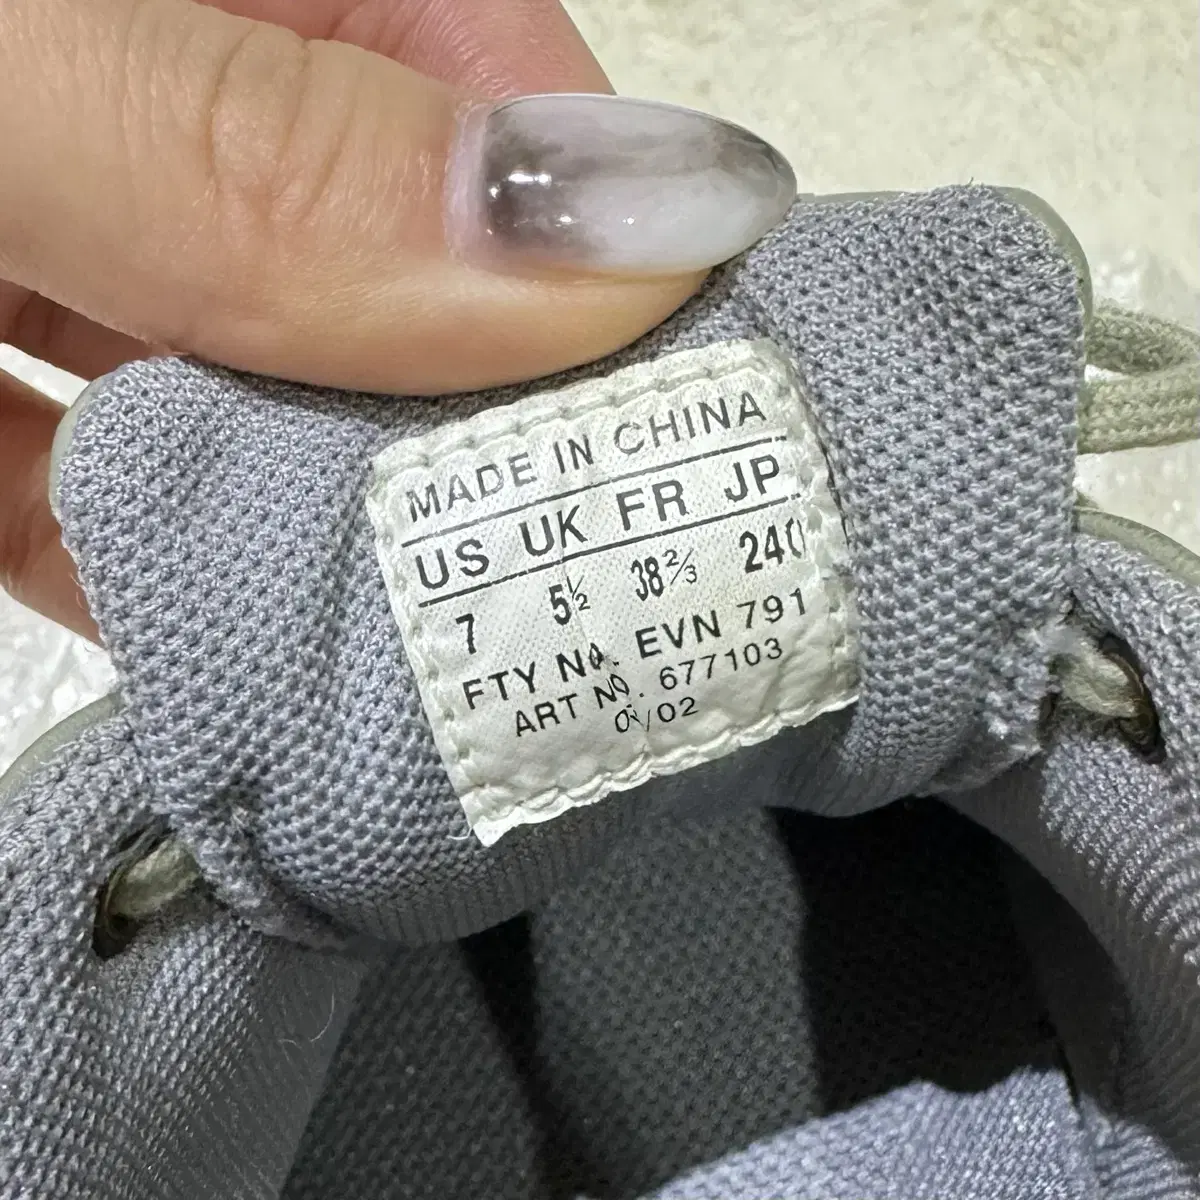 MADE IN CHINA
US UK FR JP
7 5½ 38⅔ 240
FTY NO. EVN 791
ART NO. 677103
/02